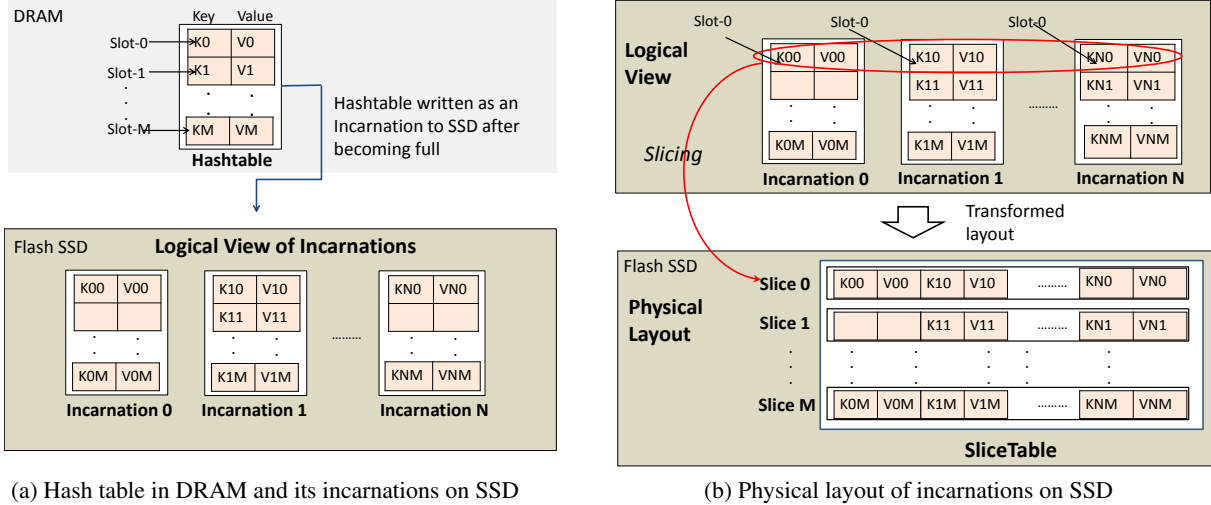 DRAM
Key Value
Slot-0 K0 V0
Slot-1 K1 V1
. . .
Slot-M KM VM
Hashtable
Hashtable written as an
Incarnation to SSD after
becoming full
Flash SSD
Logical View of Incarnations
K00 V00 K10 V10 KN0 VN0
K11 V11
.........
K0M V0M K1M V1M KNM VNM
Incarnation 0 Incarnation 1 Incarnation N
(a) Hash table in DRAM and its incarnations on SSD
Slot-0 Slot-0 Slot-0
Logical
View
K00 V00 K10 V10 KN0 VN0
K11 V11 KN1 VN1
.........
K0M V0M K1M V1M KNM VNM
Slicing
Incarnation 0 Incarnation 1 Incarnation N
Transformed
layout
Flash SSD
Physical
Layout
Slice 0 K00 V00 K10 V10 ......... KN0 VN0
Slice 1 K11 V11 ......... KN1 VN1
Slice M K0M V0M K1M V1M ......... KNM VNM
SliceTable
(b) Physical layout of incarnations on SSD